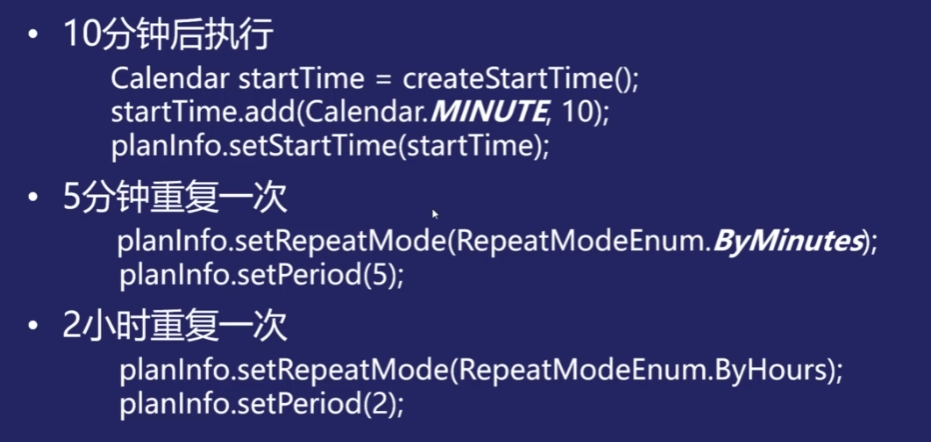 • 10分钟后执行
Calendar startTime = createStartTime();
startTime.add(Calendar.MINUTE, 10);
planInfo.setStartTime(startTime);
• 5分钟重复一次
planInfo.setRepeatMode(RepeatModeEnum.ByMinutes);
planInfo.setPeriod(5);
• 2小时重复一次
planInfo.setRepeatMode(RepeatModeEnum.ByHours);
planInfo.setPeriod(2);